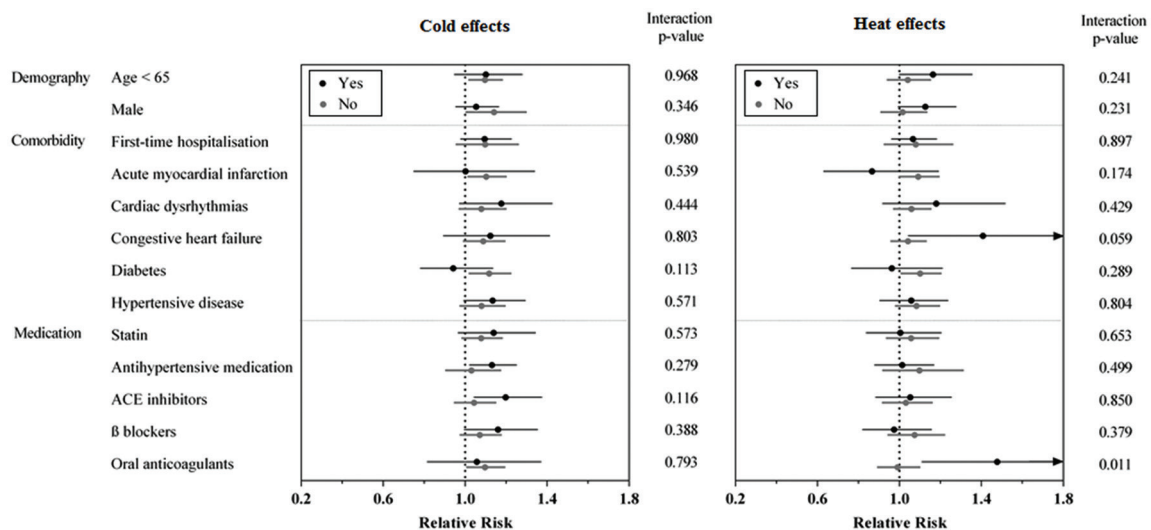 Cold effects
Interaction
p-value
Heat effects
Interaction
p-value
Yes
No
Yes
No
Demography Age < 65 0.968 0.241
Male 0.346 0.231
Comorbidity First-time hospitalisation 0.980 0.897
Acute myocardial infarction 0.539 0.174
Cardiac dysrhythmias 0.444 0.429
Congestive heart failure 0.803 0.059
Diabetes 0.113 0.289
Hypertensive disease 0.571 0.804
Medication Statin 0.573 0.653
Antihypertensive medication 0.279 0.499
ACE inhibitors 0.116 0.850
ß blockers 0.388 0.379
Oral anticoagulants 0.793 0.011
0.2 0.6 1.0 1.4 1.8 0.2 0.6 1.0 1.4 1.8
Relative Risk Relative Risk